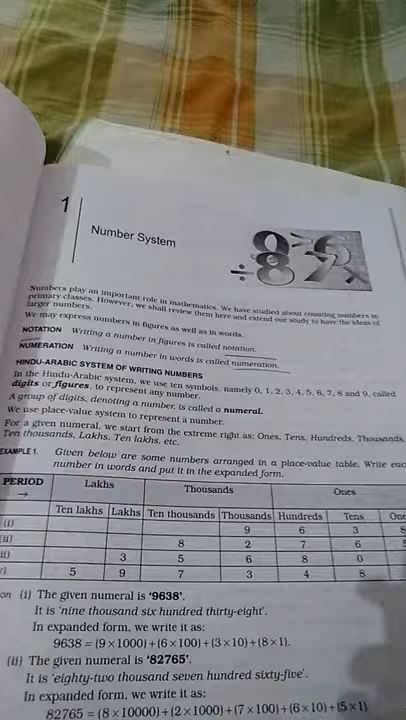 1
Number System
Numbers play an important role in mathematics. We have studied about counting numbers in
primary classes. However, we shall review them here and extend our study to have the ideas of
larger numbers.
We may express numbers in figures as well as in words.
NOTATION Writing a number in figures is called notation.
NUMERATION Writing a number in words is called numeration.
HINDU-ARABIC SYSTEM OF WRITING NUMBERS
In the Hindu-Arabic system, we use ten symbols, namely 0, 1, 2, 3, 4, 5, 6, 7, 8 and 9, called
digits or figures, to represent any number.
A group of digits, denoting a number, is called a numeral.
We use place-value system to represent a number.
For a given numeral, we start from the extreme right as: Ones, Tens, Hundreds, Thousands,
Ten thousands, Lakhs, Ten lakhs, etc.
EXAMPLE 1. Given below are some numbers arranged in a place-value table. Write eac
number in words and put it in the expanded form.
PERIOD → Lakhs Thousands Ones
Ten lakhs Lakhs Ten thousands Thousands Hundreds Tens One
(i) 9 6 3 8
(ii) 8 2 7 6 5
ii) 3 5 6 8 0
5 9 7 3 4 8
on (i) The given numeral is '9638'.
It is 'nine thousand six hundred thirty-eight'.
In expanded form, we write it as:
9638 = (9×1000)+(6×100)+(3×10)+(8×1).
(ii) The given numeral is '82765'.
It is 'eighty-two thousand seven hundred sixty-five'.
In expanded form, we write it as:
82765 = (8×10000)+(2×1000)+(7×100)+(6×10)+(5×1)